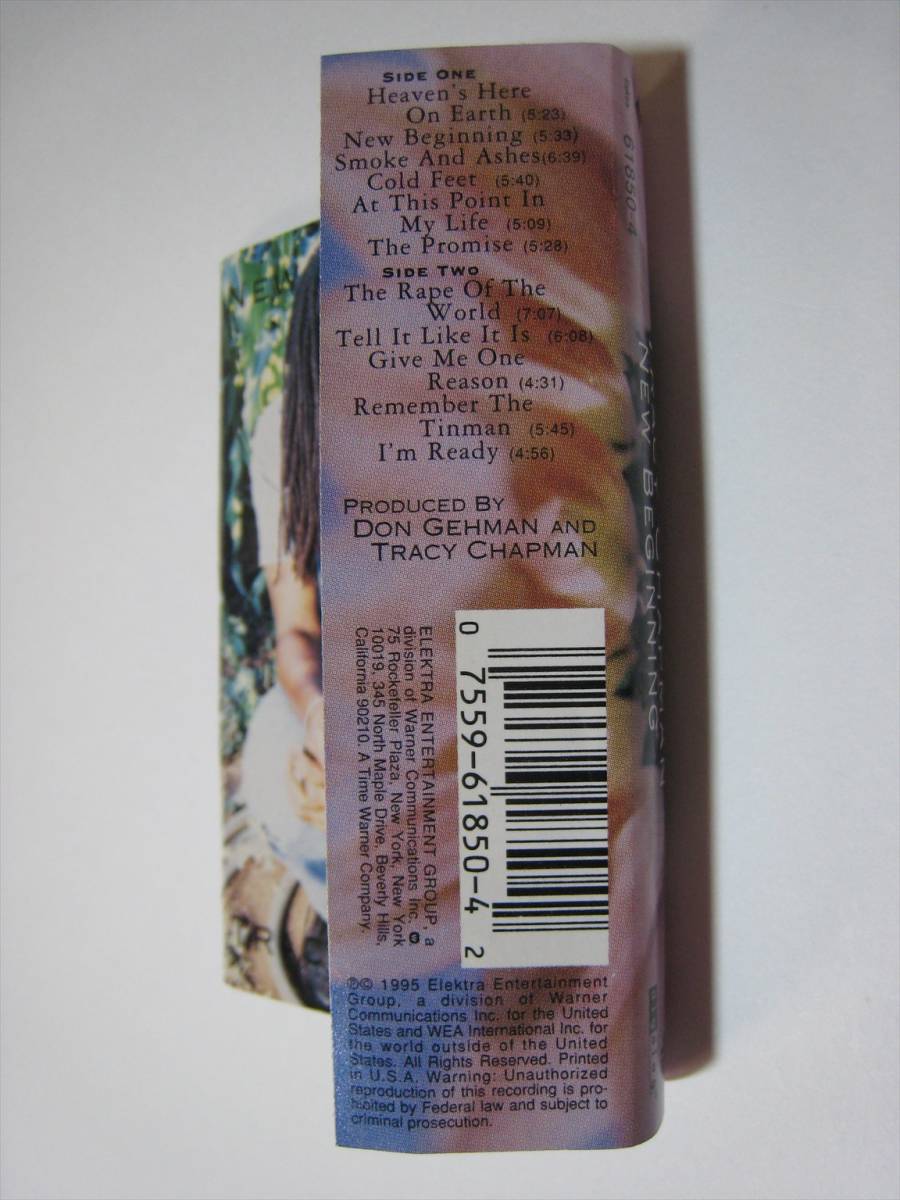 SIDE ONE
Heaven's Here
On Earth (5:23)
New Beginning (5:33)
Smoke And Ashes (6:39)
Cold Feet (5:40)
At This Point In
My Life (5:09)
The Promise (5:28)
SIDE TWO
The Rape Of The
World (7:07)
Tell It Like It Is (6:08)
Give Me One
Reason (4:31)
Remember The
Tinman (5:45)
I'm Ready (4:56)
PRODUCED BY
DON GEHMAN AND
TRACY CHAPMAN
ELEKTRA ENTERTAINMENT GROUP, a
division of Warner Communications Inc.
75 Rockefeller Plaza, New York, New York
10019. 345 North Maple Drive, Beverly Hills,
California 90210. A Time Warner Company.
0 7559-61850-4 2
℗© 1995 Elektra Entertainment
Group, a division of Warner
Communications Inc. for the United
States and WEA International Inc. for
the world outside of the United
States. All Rights Reserved. Printed
in U.S.A. Warning: Unauthorized
reproduction of this recording is pro-
hibited by Federal law and subject to
criminal prosecution.
61850-4
NEW BEGINNING
NEW